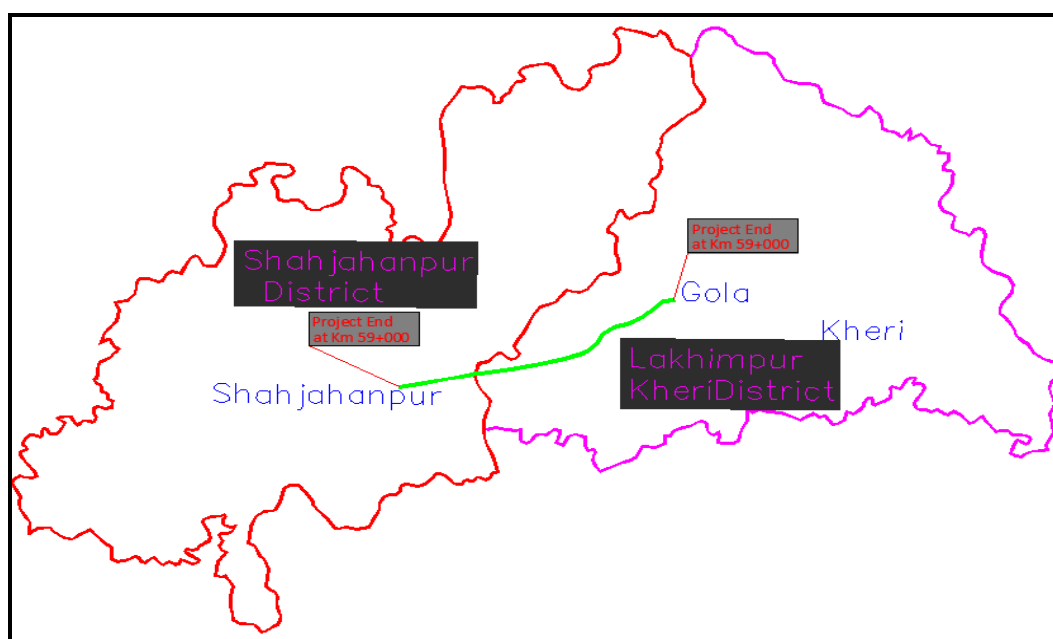 Project End
at Km 59+000
Shahjahanpur
District
Gola
Project End
at Km 59+000
Kheri
Lakhimpur
KheriDistrict
Shahjahanpur